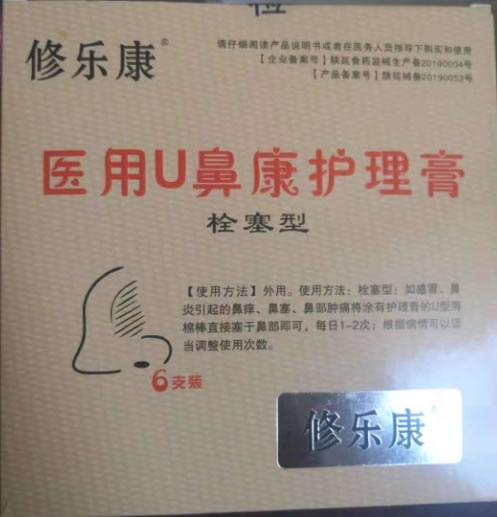 修乐康®
请仔细阅读产品说明书或者在医务人员指导下购买和使用
【企业备案号】陕延食药监械生产备20190004号
【产品备案号】陕延械备20190052号
医用U鼻康护理膏
栓塞型
【使用方法】外用。使用方法：栓塞型：如感冒、鼻
炎引起的鼻痒、鼻塞、鼻部肿痛将涂有护理膏的U型海
棉棒直接塞于鼻部即可，每日1-2次；根据病情可以适
当调整使用次数。
6支装
修乐康